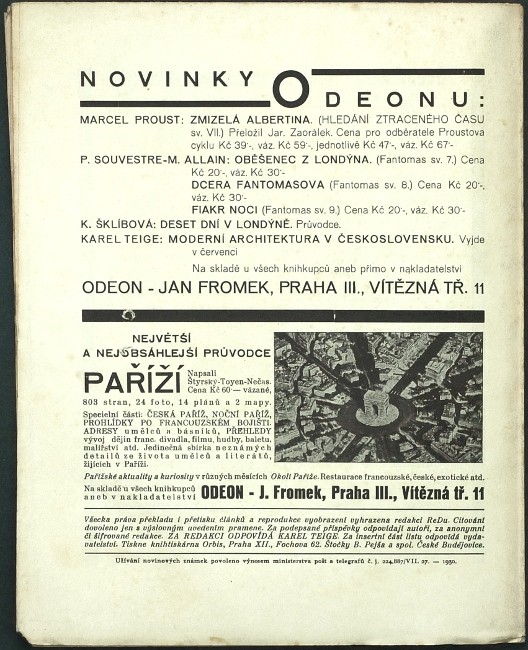 NOVINKY ODEONU:
MARCEL PROUST: ZMIZELÁ ALBERTINA. (HLEDÁNÍ ZTRACENÉHO ČASU
sv. VII.) Přeložil Jar. Zaorálek. Cena pro odběratele Proustova
cyklu Kč 39·-, váz. Kč 59·-, jednotlivě Kč 47·-, váz. Kč 67·-
P. SOUVESTRE-M. ALLAIN: OBĚŠENEC Z LONDÝNA. (Fantomas sv. 7.) Cena
Kč 20·-, váz. Kč 30·-
DCERA FANTOMASOVA (Fantomas sv. 8.) Cena Kč 20·-,
váz. Kč 30·-
FIAKR NOCI (Fantomas sv. 9.) Cena Kč 20·-, váz. Kč 30·-
K. ŠKLÍBOVÁ: DESET DNÍ V LONDÝNĚ. Průvodce.
KAREL TEIGE: MODERNÍ ARCHITEKTURA V ČESKOSLOVENSKU. Vyjde
v červenci
Na skladě u všech knihkupců aneb přímo v nakladatelství
ODEON - JAN FROMEK, PRAHA III., VÍTĚZNÁ TŘ. 11
NEJVĚTŠÍ
A NEJOBSÁHLEJŠÍ PRŮVODCE
PAŘÍŽÍ
Napsali
Štyrský-Toyen-Nečas.
Cena Kč 60·— vázané,
803 stran, 24 foto, 14 plánů a 2 mapy.
Specielní části: ČESKÁ PAŘÍŽ, NOČNÍ PAŘÍŽ,
PROHLÍDKY PO FRANCOUZSKÉM BOJIŠTI.
ADRESY umělců a básníků, PŘEHLEDY
vývoj dějin franc. divadla, filmu, hudby, baletu,
malířství atd. Jedinečná sbírka neznámých
detailů ze života umělců a literátů,
žijících v Paříži.
Pařížské aktuality a kuriosity v různých měsících Okolí Paříže. Restaurace francouzské, české, exotické atd.
Na skladě u všech knihkupců
aneb v nakladatelství ODEON - J. Fromek, Praha III., Vítězná tř. 11
Všecka práva překladu i přetisku článků a reprodukce vyobrazení vyhrazena redakcí ReDu. Citování
dovoleno jen s výslovným uvedením pramene. Za podepsané příspěvky odpovídají autoři, za anonymní
či šifrované redakce. ZA REDAKCI ODPOVÍDÁ KAREL TEIGE. Za insertní část listu odpovídá vyda-
vatelství. Tiskne knihtiskárna Orbis, Praha XII., Fochova 62. Štočky B. Pejša a spol. České Budějovice.
Užívání novinových známek povoleno výnosem ministerstva pošt a telegrafů č. j. 224.887/VII. 27. — 1930.